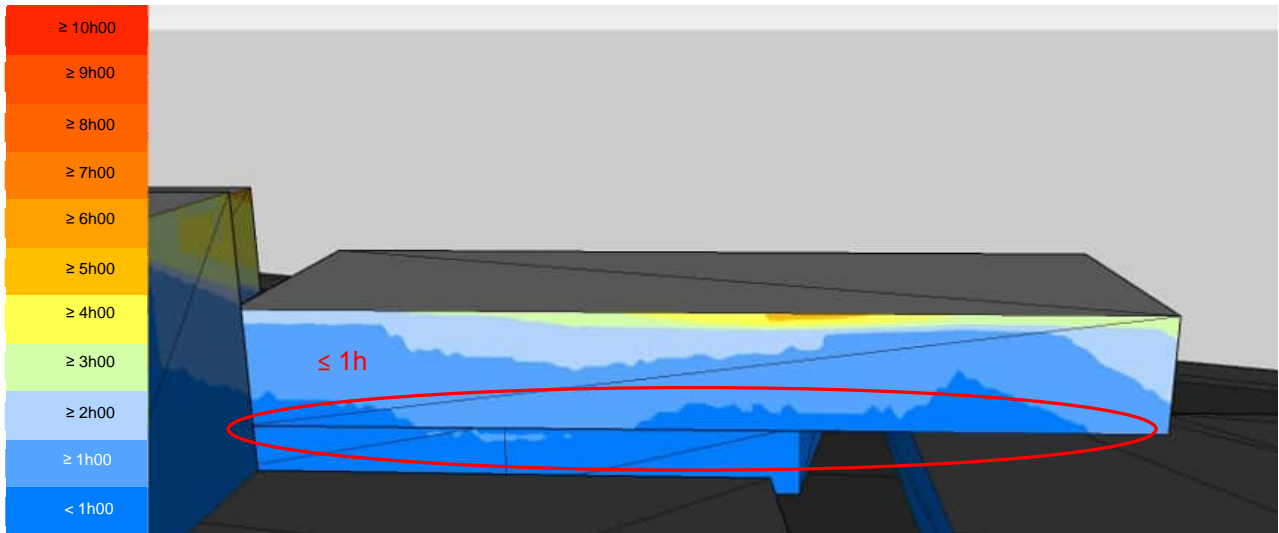 ≥ 10h00
≥ 9h00
≥ 8h00
≥ 7h00
≥ 6h00
≥ 5h00
≥ 4h00
≥ 3h00
≥ 2h00
≥ 1h00
< 1h00
≤ 1h